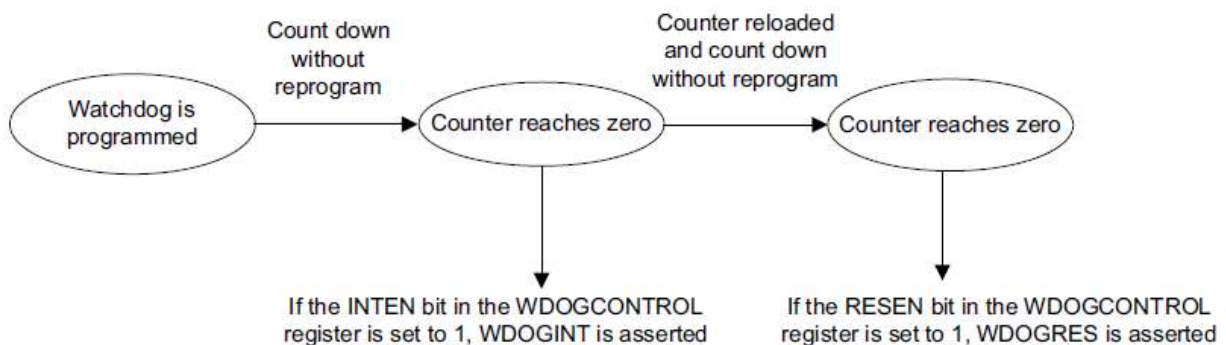 Count down
without
reprogram
Counter reloaded
and count down
without reprogram
Watchdog is
programmed
Counter reaches zero
Counter reaches zero
If the INTEN bit in the WDOGCONTROL
register is set to 1, WDOGINT is asserted
If the RESEN bit in the WDOGCONTROL
register is set to 1, WDOGRES is asserted